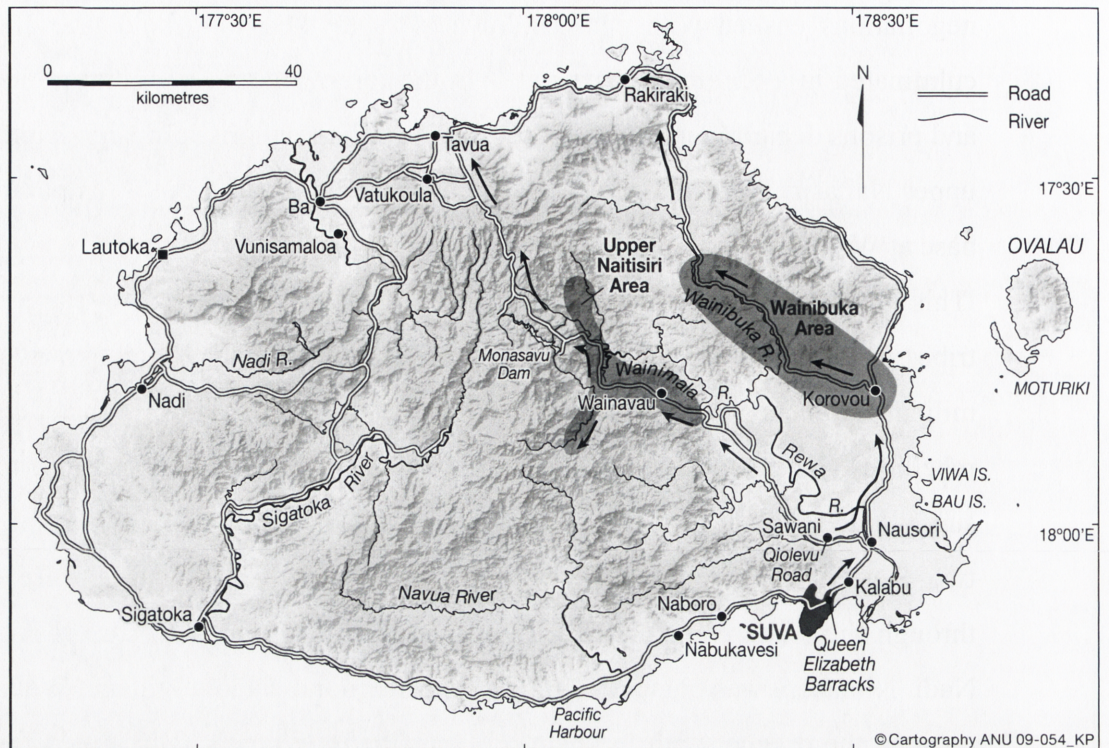 177°30'E
178°00'E
178°30'E
0
40
kilometres
N
Road
River
Rakiraki
Tavua
17°30'E
Vatukoula
Ba
Vunisamaloa
Lautoka
Upper
Naitisiri
Area
OVALAU
Wainibuka
Area
Wainibuka R.
Nadi R.
Monasavu
Dam
Wainimala
R.
MOTURIKI
Nadi
Wainavau
Korovou
Rewa
R.
VIWA IS.
BAU IS.
Sigatoka
River
Sawani
Nausori
18°00'E
Qiolevu
Road
Kalabu
Navua River
Naboro
Sigatoka
SUVA
Nabukavesi
Queen
Elizabeth
Barracks
Pacific
Harbour
©Cartography ANU 09-054_KP